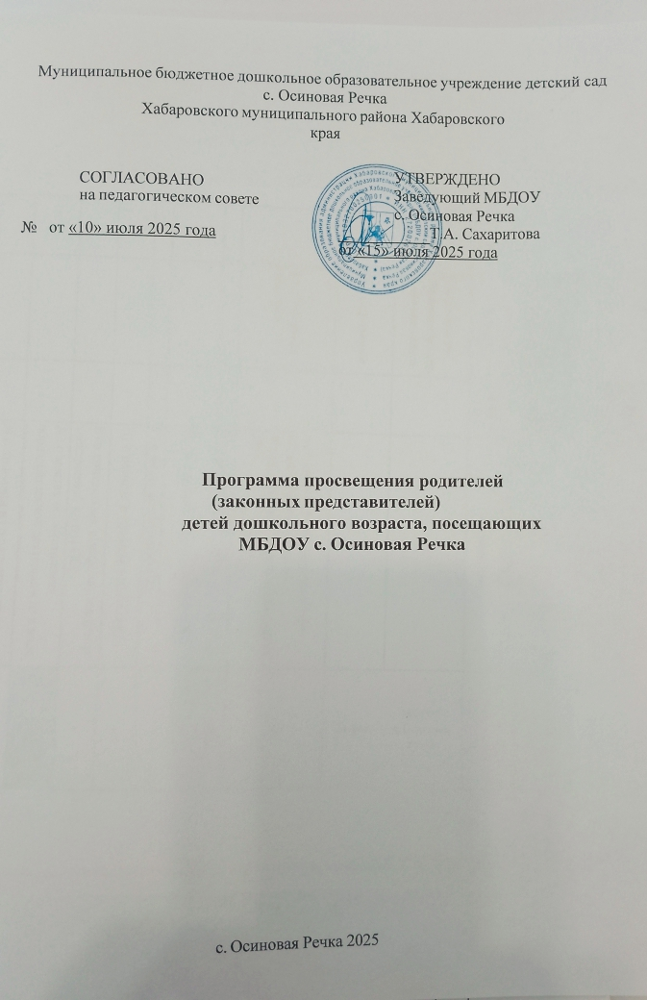 Муниципальное бюджетное дошкольное образовательное учреждение детский сад
с. Осиновая Речка
Хабаровского муниципального района Хабаровского
края
СОГЛАСОВАНО
на педагогическом совете
№ от «10» июля 2025 года
УТВЕРЖДЕНО
Заведующий МБДОУ
с. Осиновая Речка
Т.А. Сахаритова
от «15» июля 2025 года
Программа просвещения родителей
(законных представителей)
детей дошкольного возраста, посещающих
МБДОУ с. Осиновая Речка
с. Осиновая Речка 2025